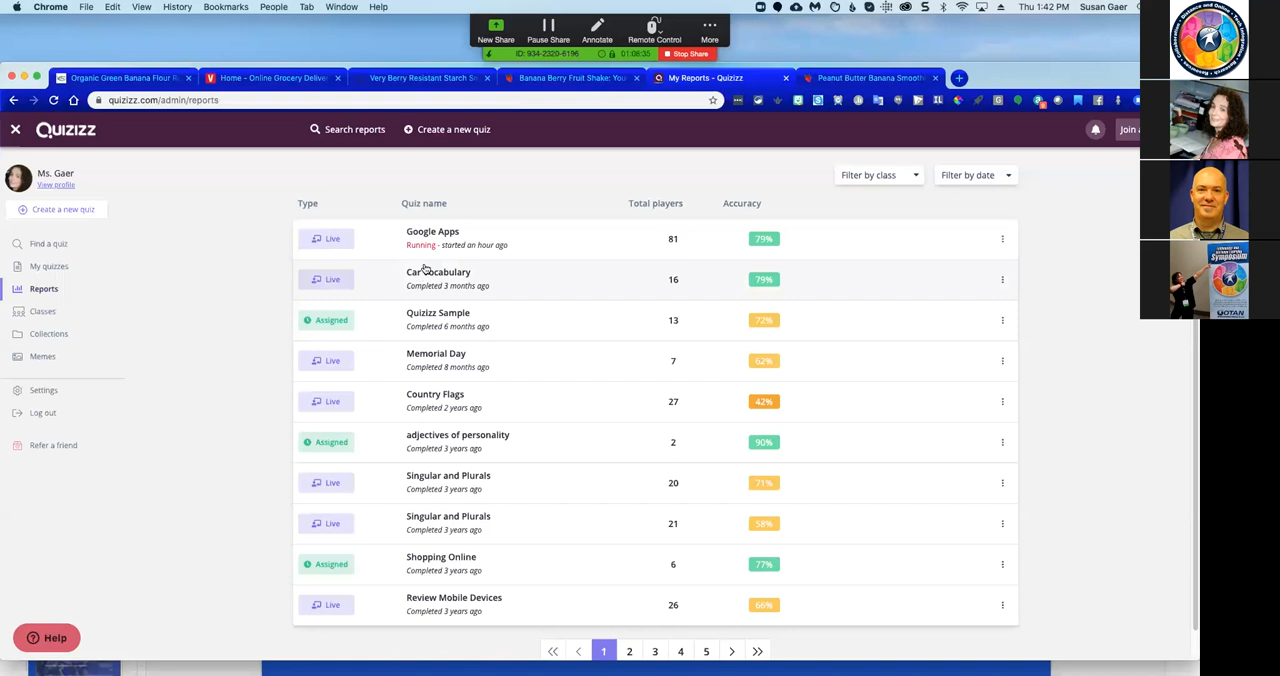 Chrome File Edit View History Bookmarks People Tab Window Help
Thu 1:42 PM Susan Gaer
New Share Pause Share Annotate Remote Control More
ID: 934-2320-6196 01:08:35 Stop Share
Organic Green Banana Flour R
Home - Online Grocery Deliver
Very Berry Resistant Starch S
Banana Berry Fruit Shake: You
My Reports - Quizizz
Peanut Butter Banana Smooth
quizizz.com/admin/reports
Quizizz
Search reports
Create a new quiz
Join a
Ms. Gaer
View profile
Create a new quiz
Find a quiz
My quizzes
Reports
Classes
Collections
Memes
Settings
Log out
Refer a friend
Help
Filter by class
Filter by date
Type Quiz name Total players Accuracy
Live Google Apps 81 79%
Running - started an hour ago
Live Car Vocabulary 16 79%
Completed 3 months ago
Assigned Quizizz Sample 13 72%
Completed 6 months ago
Live Memorial Day 7 62%
Completed 8 months ago
Live Country Flags 27 42%
Completed 2 years ago
Assigned adjectives of personality 2 90%
Completed 3 years ago
Live Singular and Plurals 20 71%
Completed 3 years ago
Live Singular and Plurals 21 58%
Completed 3 years ago
Assigned Shopping Online 6 77%
Completed 3 years ago
Live Review Mobile Devices 26 66%
Completed 3 years ago
1 2 3 4 5
Symposium
OTAN